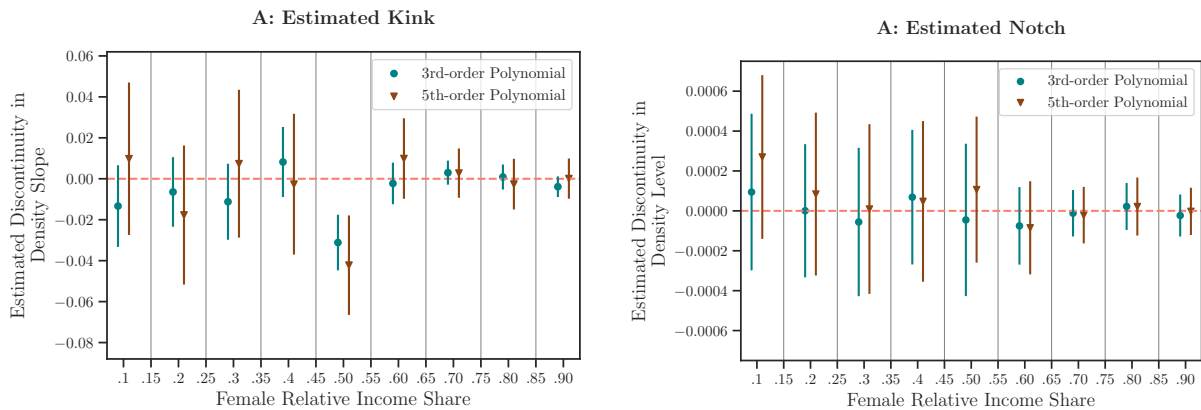 A: Estimated Kink
Estimated Discontinuity in
Density Slope
0.06
0.04
0.02
0.00
−0.02
−0.04
−0.06
−0.08
3rd-order Polynomial
5th-order Polynomial
.1 .15 .2 .25 .3 .35 .4 .45 .50 .55 .60 .65 .70 .75 .80 .85 .90
Female Relative Income Share
A: Estimated Notch
Estimated Discontinuity in
Density Level
0.0006
0.0004
0.0002
0.0000
−0.0002
−0.0004
−0.0006
3rd-order Polynomial
5th-order Polynomial
.1 .15 .2 .25 .3 .35 .4 .45 .50 .55 .60 .65 .70 .75 .80 .85 .90
Female Relative Income Share